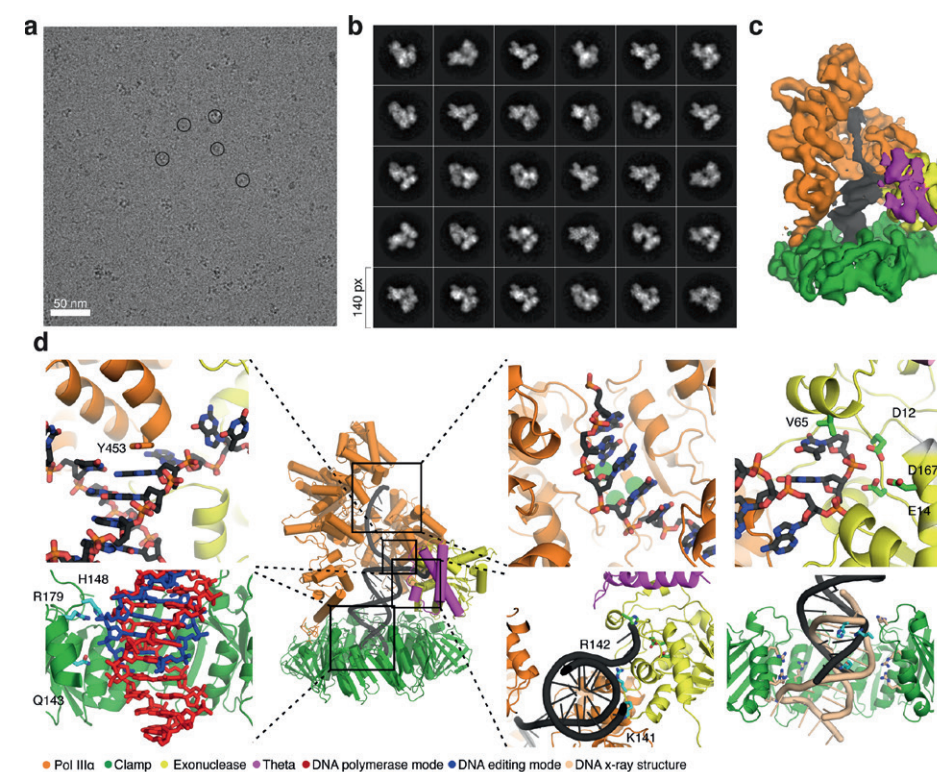 a
b
c
50 nm
140 px
d
Y453
V65
D12
D167
E14
H148
R179
Q143
R142
K141
Pol IIIα Clamp Exonuclease Theta DNA polymerase mode DNA editing mode DNA x-ray structure